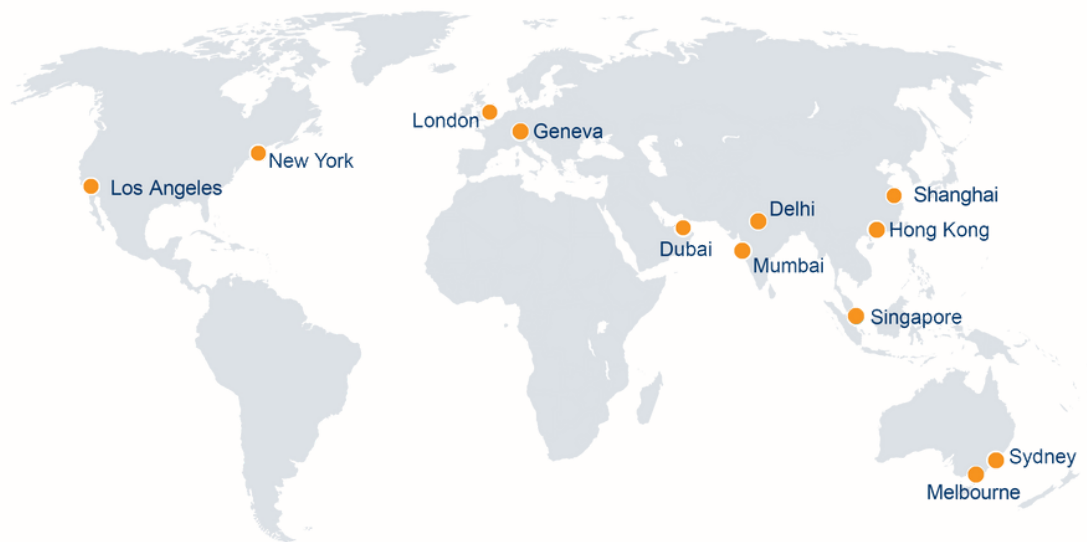 London
Geneva
New York
Los Angeles
Shanghai
Delhi
Hong Kong
Dubai
Mumbai
Singapore
Sydney
Melbourne